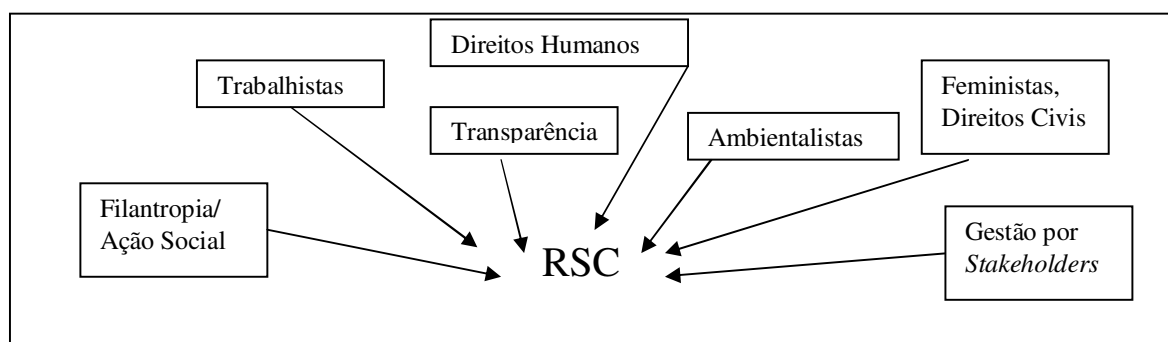 Direitos Humanos
Trabalhistas
Feministas,
Direitos Civis
Transparência
Ambientalistas
Filantropia/
Ação Social
Gestão por
Stakeholders
RSC